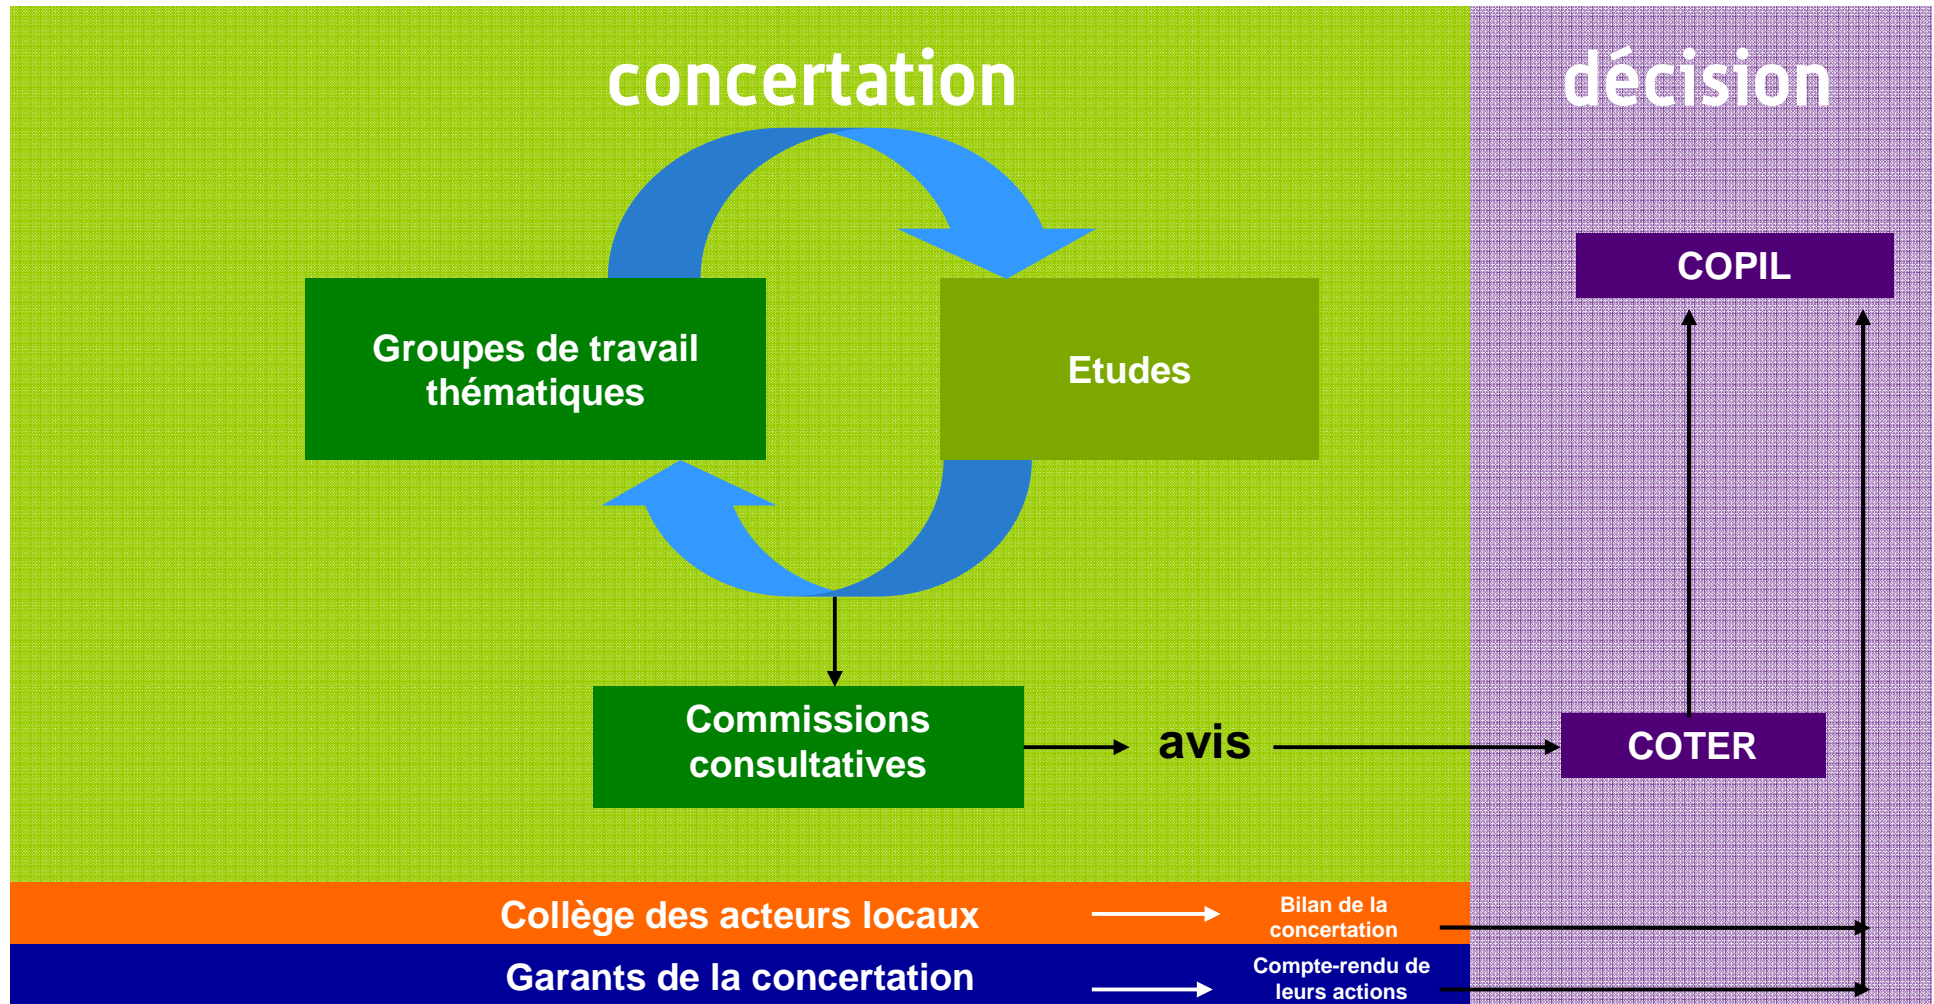 concertation
décision
COPIL
Groupes de travail
thématiques
Etudes
Commissions
consultatives
avis
COTER
Collège des acteurs locaux
Bilan de la
concertation
Garants de la concertation
Compte-rendu de
leurs actions